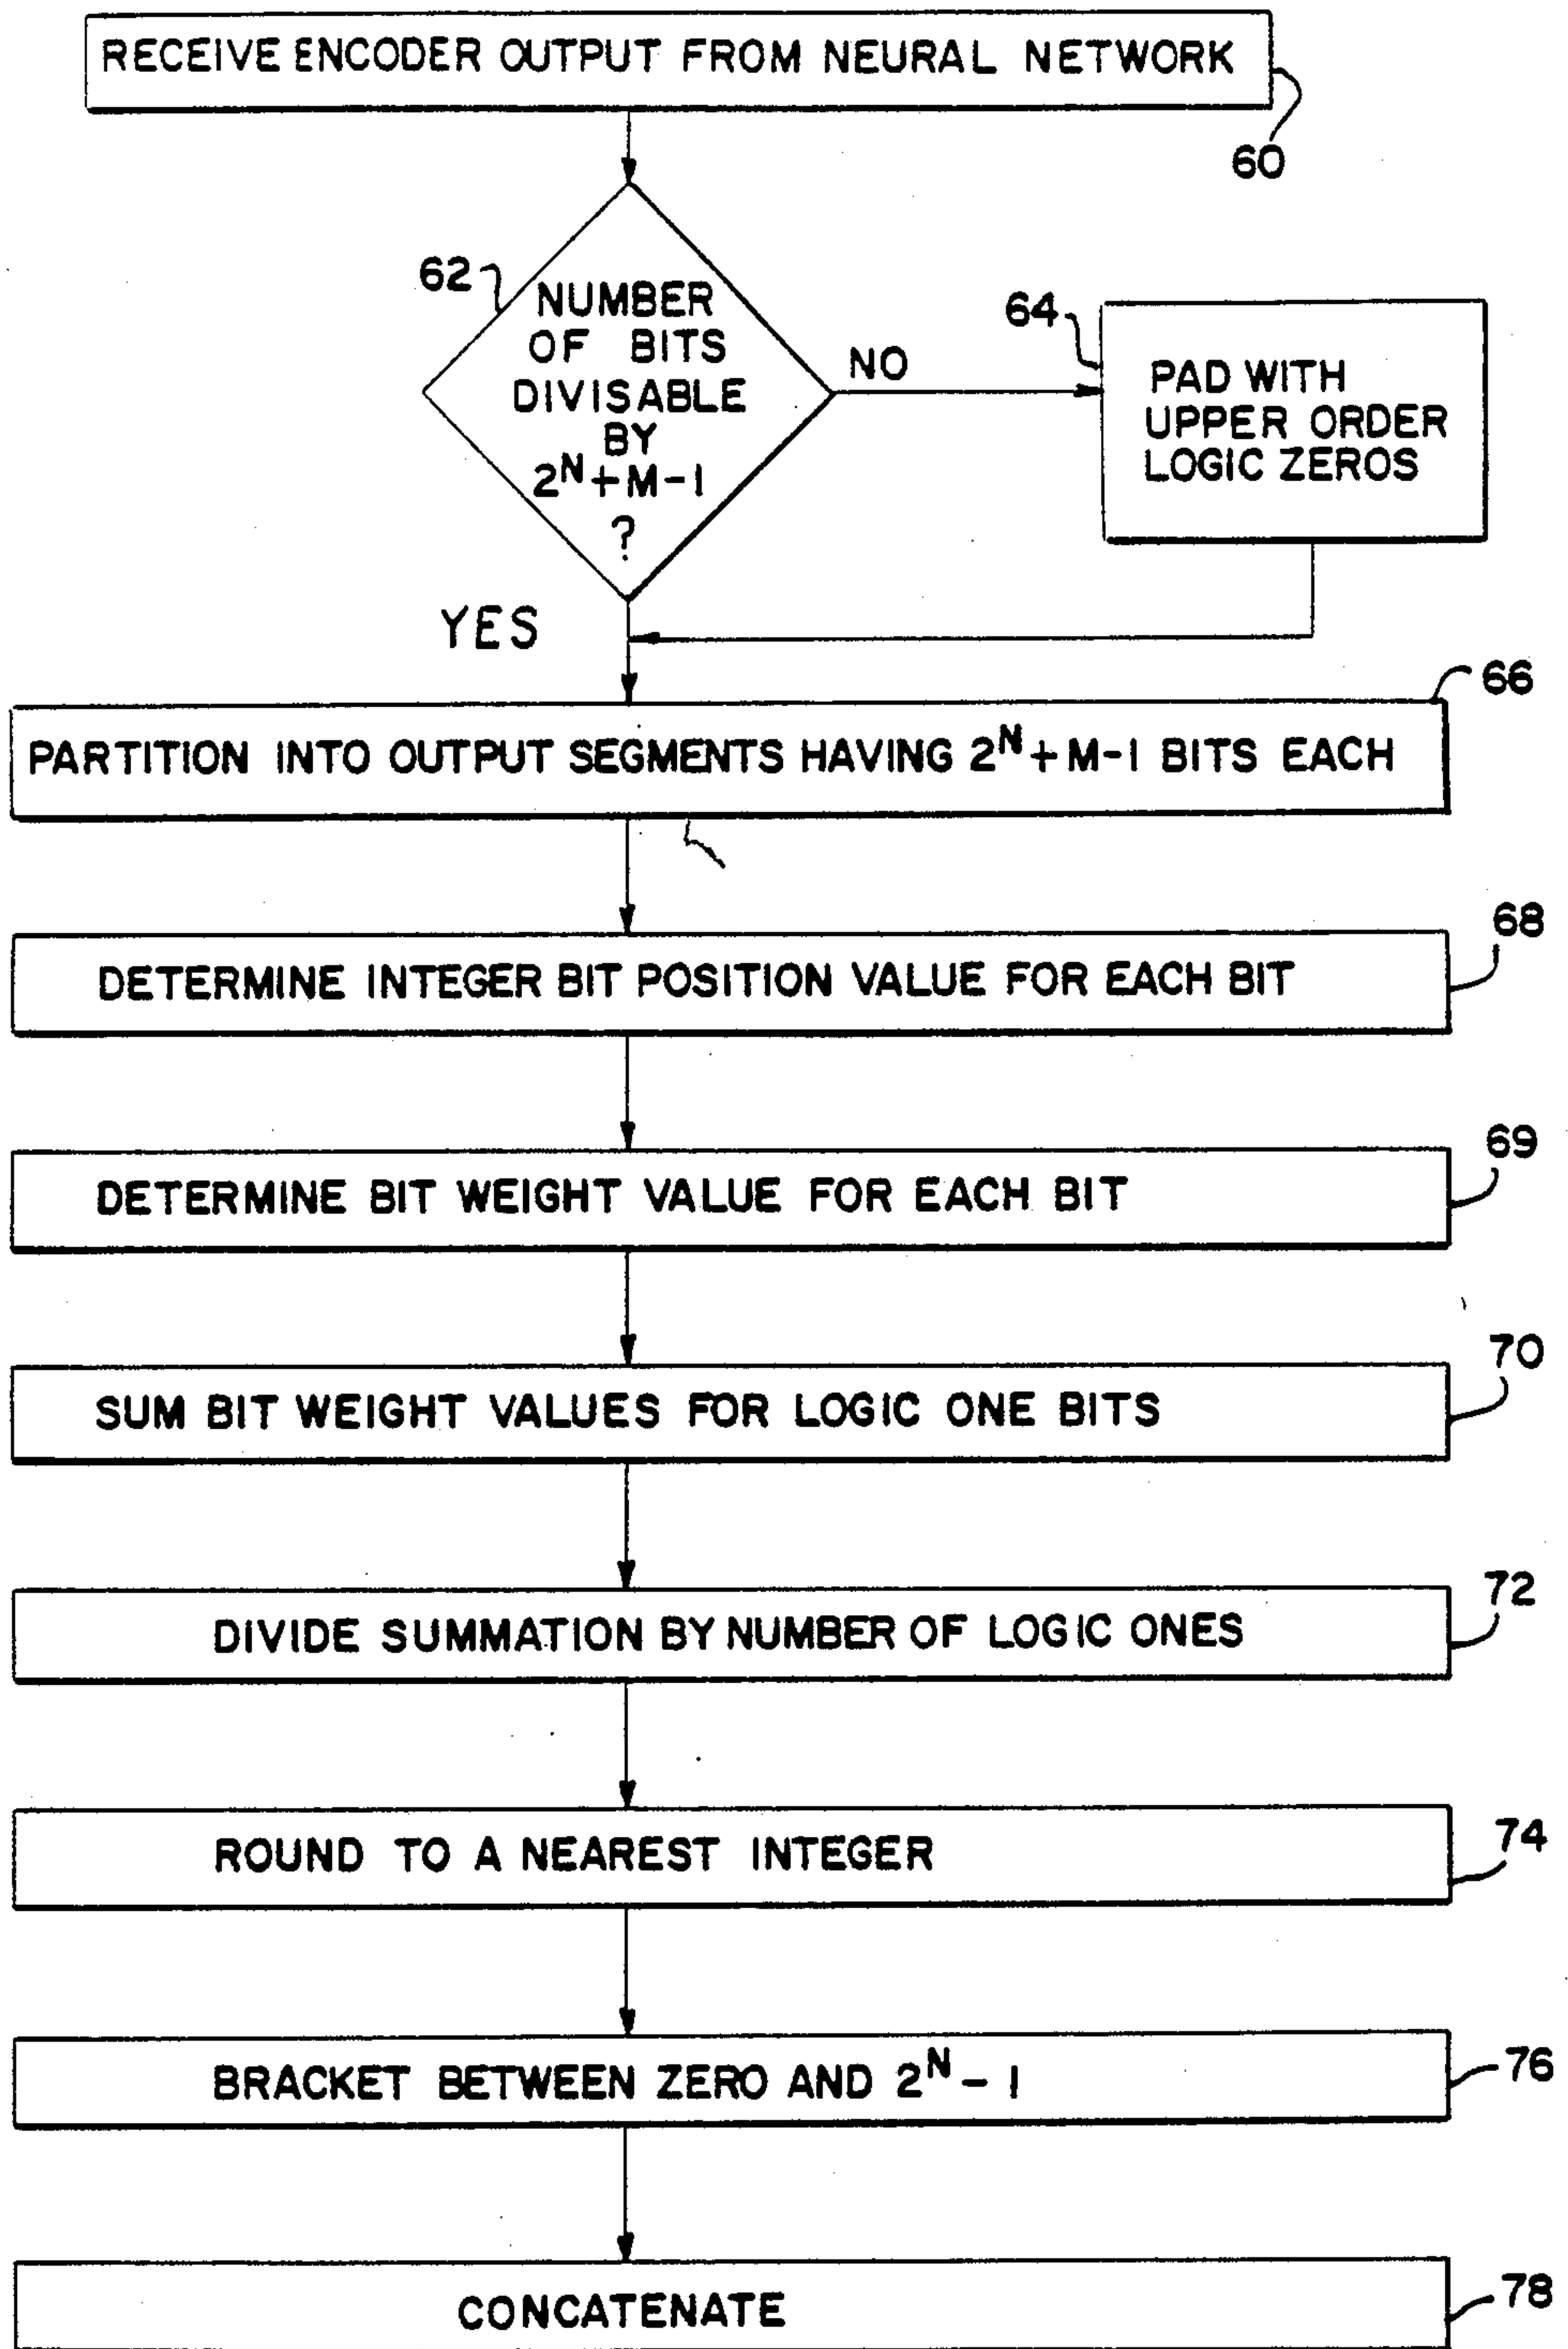 RECEIVE ENCODER OUTPUT FROM NEURAL NETWORK
60
62
NUMBER
OF BITS
DIVISABLE
BY
2^N+M-1
?
NO
64
PAD WITH
UPPER ORDER
LOGIC ZEROS
YES
66
PARTITION INTO OUTPUT SEGMENTS HAVING 2^N+M-1 BITS EACH
68
DETERMINE INTEGER BIT POSITION VALUE FOR EACH BIT
69
DETERMINE BIT WEIGHT VALUE FOR EACH BIT
70
SUM BIT WEIGHT VALUES FOR LOGIC ONE BITS
72
DIVIDE SUMMATION BY NUMBER OF LOGIC ONES
74
ROUND TO A NEAREST INTEGER
76
BRACKET BETWEEN ZERO AND 2^N-1
78
CONCATENATE